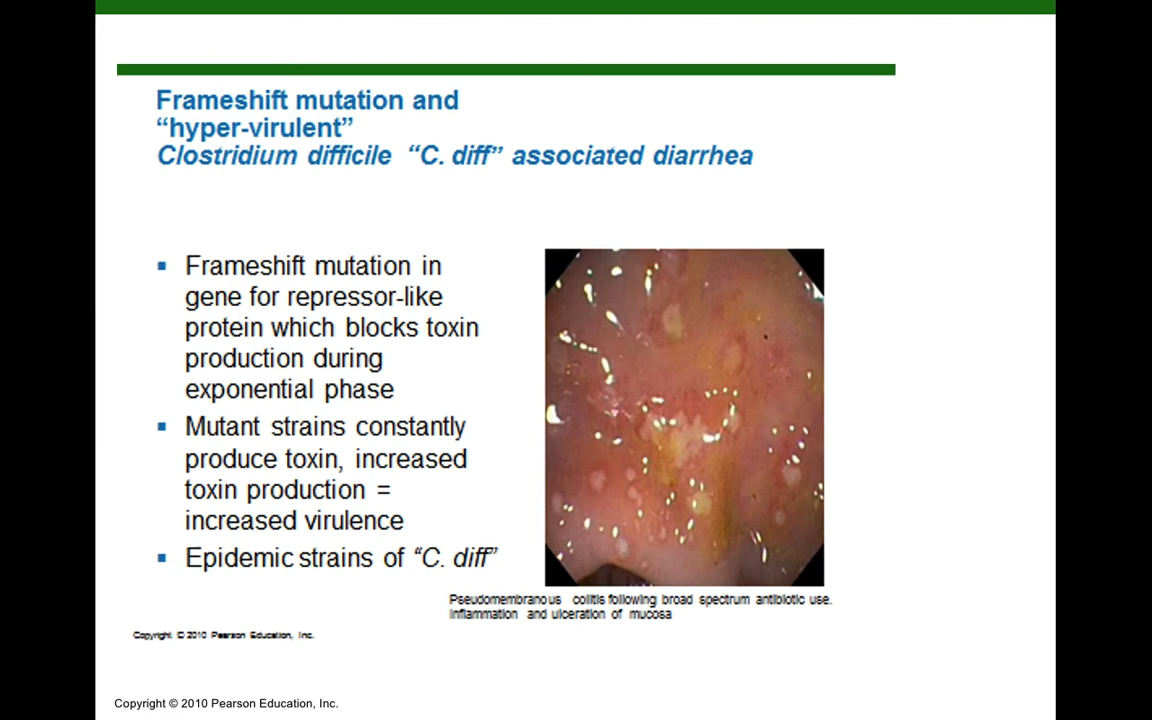 Frameshift mutation and
“hyper-virulent”
Clostridium difficile “C. diff” associated diarrhea
▪ Frameshift mutation in
gene for repressor-like
protein which blocks toxin
production during
exponential phase
▪ Mutant strains constantly
produce toxin, increased
toxin production =
increased virulence
▪ Epidemic strains of “C. diff”
Pseudomembranous colitis following broad spectrum antibiotic use.
Inflammation and ulceration of mucosa
Copyright © 2010 Pearson Education, Inc.
Copyright © 2010 Pearson Education, Inc.